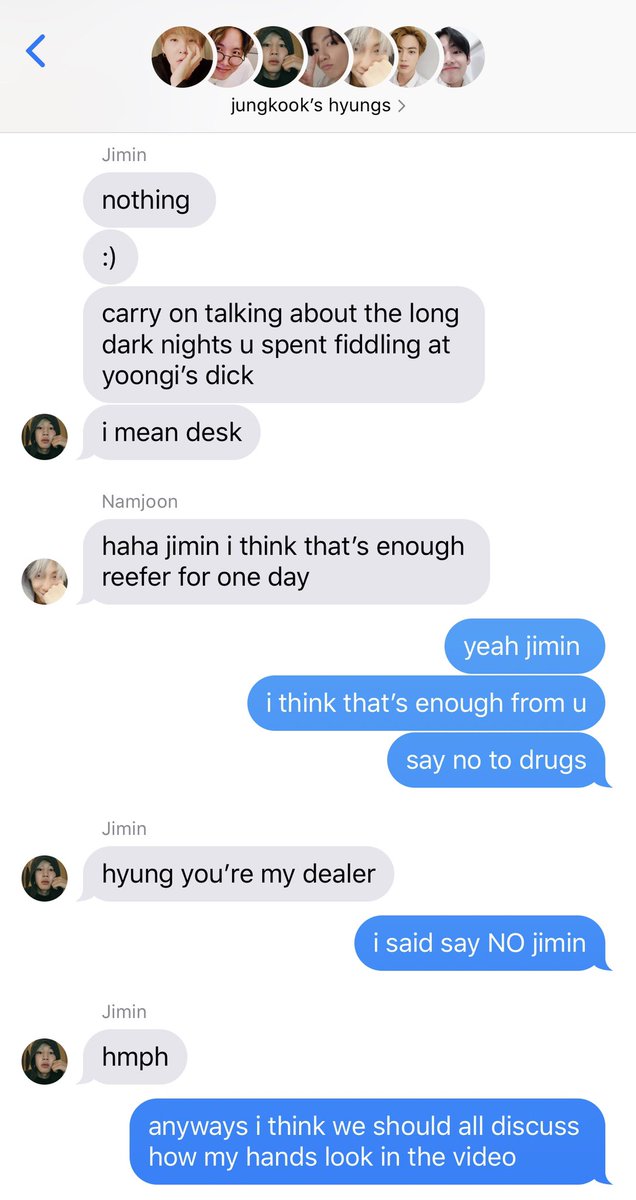 jungkook’s hyungs >
Jimin
nothing
:)
carry on talking about the long
dark nights u spent fiddling at
yoongi’s dick
i mean desk
Namjoon
haha jimin i think that’s enough
reefer for one day
yeah jimin
i think that’s enough from u
say no to drugs
Jimin
hyung you’re my dealer
i said say NO jimin
Jimin
hmph
anyways i think we should all discuss
how my hands look in the video